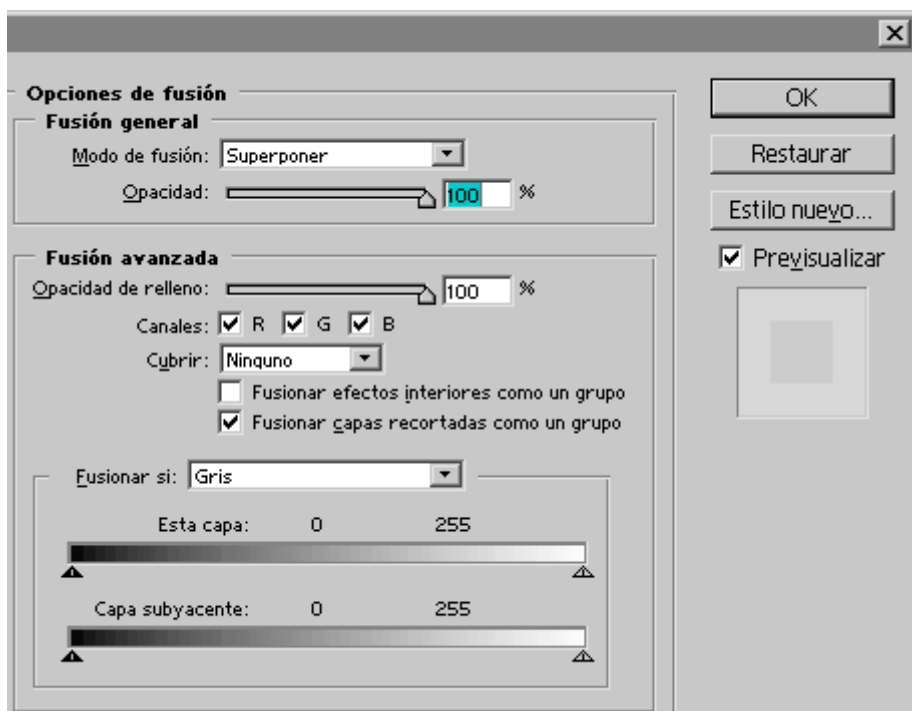 Opciones de fusión
Fusión general
Modo de fusión: Superponer
Opacidad: 100 %
Fusión avanzada
Opacidad de relleno: 100 %
Canales: R G B
Cubrir: Ninguno
Fusionar efectos interiores como un grupo
Fusionar capas recortadas como un grupo
Fusionar si: Gris
Esta capa: 0 255
Capa subyacente: 0 255
OK
Restaurar
Estilo nuevo...
Previsualizar